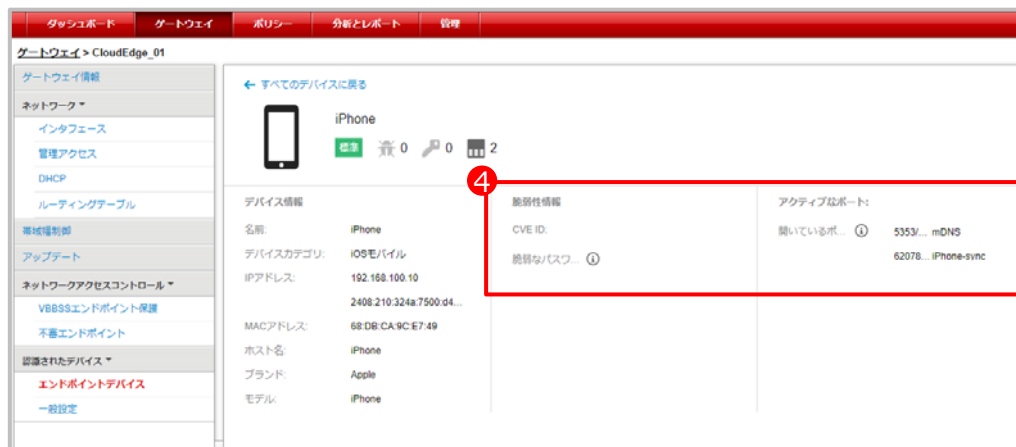 ダッシュボード ゲートウェイ ポリシー 分析とレポート 管理
ゲートウェイ > CloudEdge_01
ゲートウェイ情報
ネットワーク
インタフェース
管理アクセス
DHCP
ルーティングテーブル
帯域幅制御
アップデート
ネットワークアクセスコントロール
VBBSSエンドポイント保護
不審エンドポイント
認識されたデバイス
エンドポイントデバイス
一般設定
← すべてのデバイスに戻る
iPhone
標準 0 0 2
4
デバイス情報
名前: iPhone
デバイスカテゴリ: iOSモバイル
IPアドレス: 192.168.100.10
2408:210:324a:7500:d4...
MACアドレス: 68:DB:CA:9C:E7:49
ホスト名: iPhone
ブランド: Apple
モデル: iPhone
脆弱性情報
CVE ID:
脆弱なパスワ...
アクティブなポート:
開いているポ... 5353/... mDNS
62078... iPhone-sync